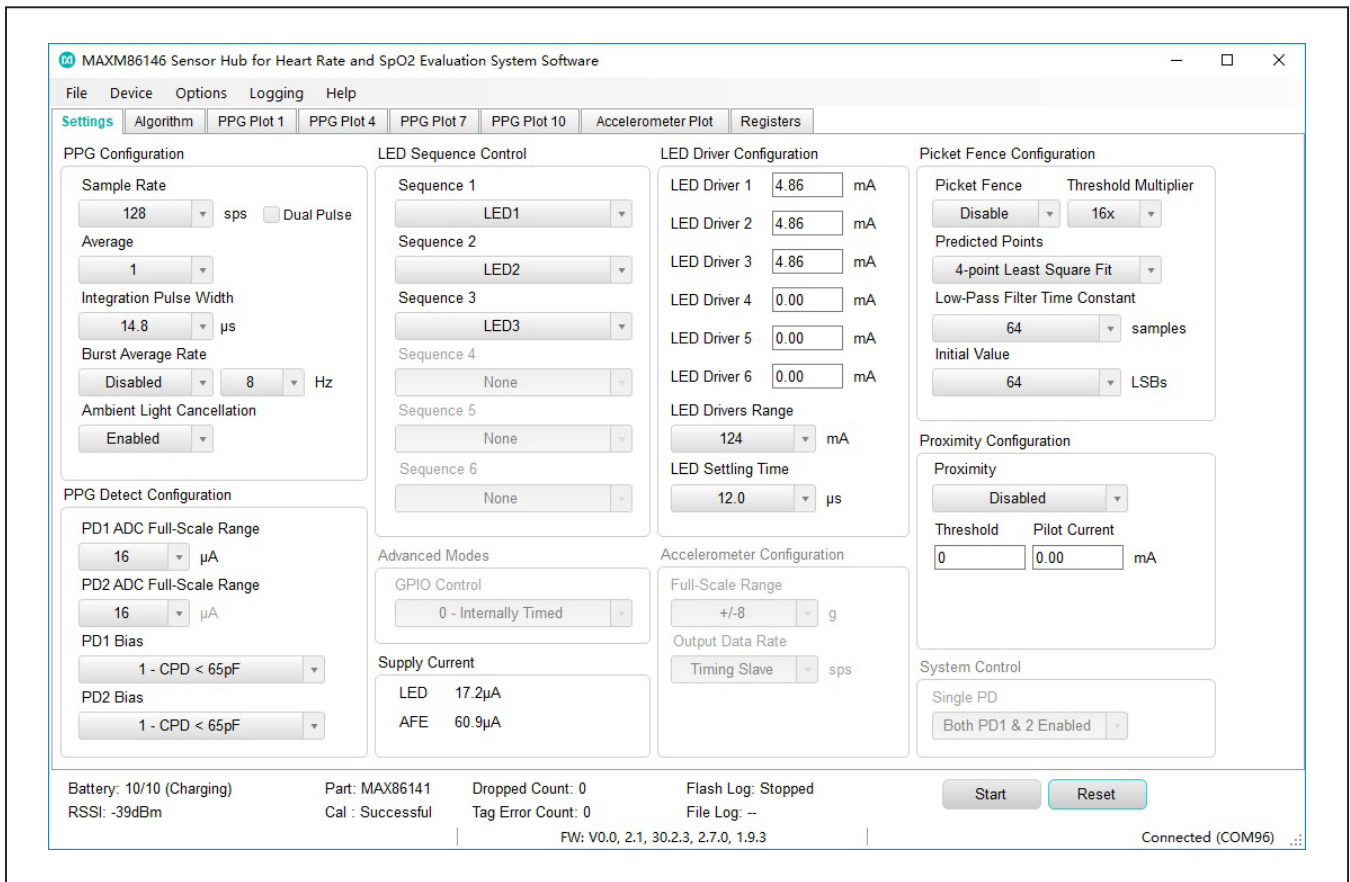 MAXM86146 Sensor Hub for Heart Rate and SpO2 Evaluation System Software
File Device Options Logging Help
Settings Algorithm PPG Plot 1 PPG Plot 4 PPG Plot 7 PPG Plot 10 Accelerometer Plot Registers
PPG Configuration
Sample Rate
128 sps Dual Pulse
Average
1
Integration Pulse Width
14.8 µs
Burst Average Rate
Disabled 8 Hz
Ambient Light Cancellation
Enabled
PPG Detect Configuration
PD1 ADC Full-Scale Range
16 µA
PD2 ADC Full-Scale Range
16 µA
PD1 Bias
1 - CPD < 65pF
PD2 Bias
1 - CPD < 65pF
LED Sequence Control
Sequence 1
LED1
Sequence 2
LED2
Sequence 3
LED3
Sequence 4
None
Sequence 5
None
Sequence 6
None
Advanced Modes
GPIO Control
0 - Internally Timed
Supply Current
LED 17.2µA
AFE 60.9µA
LED Driver Configuration
LED Driver 1 4.86 mA
LED Driver 2 4.86 mA
LED Driver 3 4.86 mA
LED Driver 4 0.00 mA
LED Driver 5 0.00 mA
LED Driver 6 0.00 mA
LED Drivers Range
124 mA
LED Settling Time
12.0 µs
Accelerometer Configuration
Full-Scale Range
+/-8 g
Output Data Rate
Timing Slave sps
Picket Fence Configuration
Picket Fence Threshold Multiplier
Disable 16x
Predicted Points
4-point Least Square Fit
Low-Pass Filter Time Constant
64 samples
Initial Value
64 LSBs
Proximity Configuration
Proximity
Disabled
Threshold Pilot Current
0 0.00 mA
System Control
Single PD
Both PD1 & 2 Enabled
Battery: 10/10 (Charging) Part: MAX86141 Dropped Count: 0 Flash Log: Stopped Start Reset
RSSI: -39dBm Cal : Successful Tag Error Count: 0 File Log: --
FW: V0.0, 2.1, 30.2.3, 2.7.0, 1.9.3 Connected (COM96)